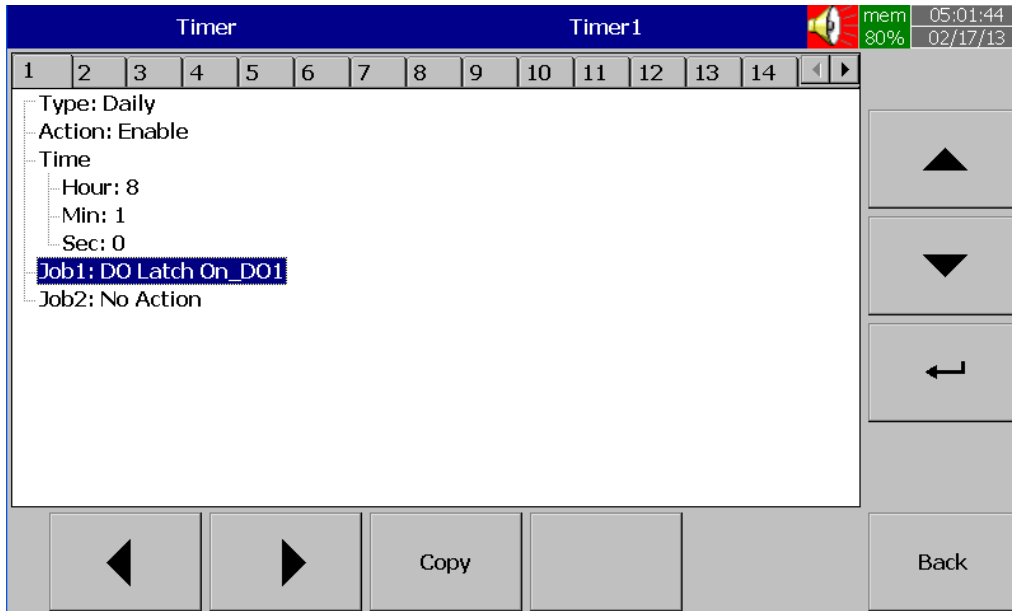 Timer Timer1 mem 05:01:44
80% 02/17/13
1 2 3 4 5 6 7 8 9 10 11 12 13 14
Type: Daily
Action: Enable
Time
Hour: 8
Min: 1
Sec: 0
Job1: DO Latch On_DO1
Job2: No Action
Copy Back